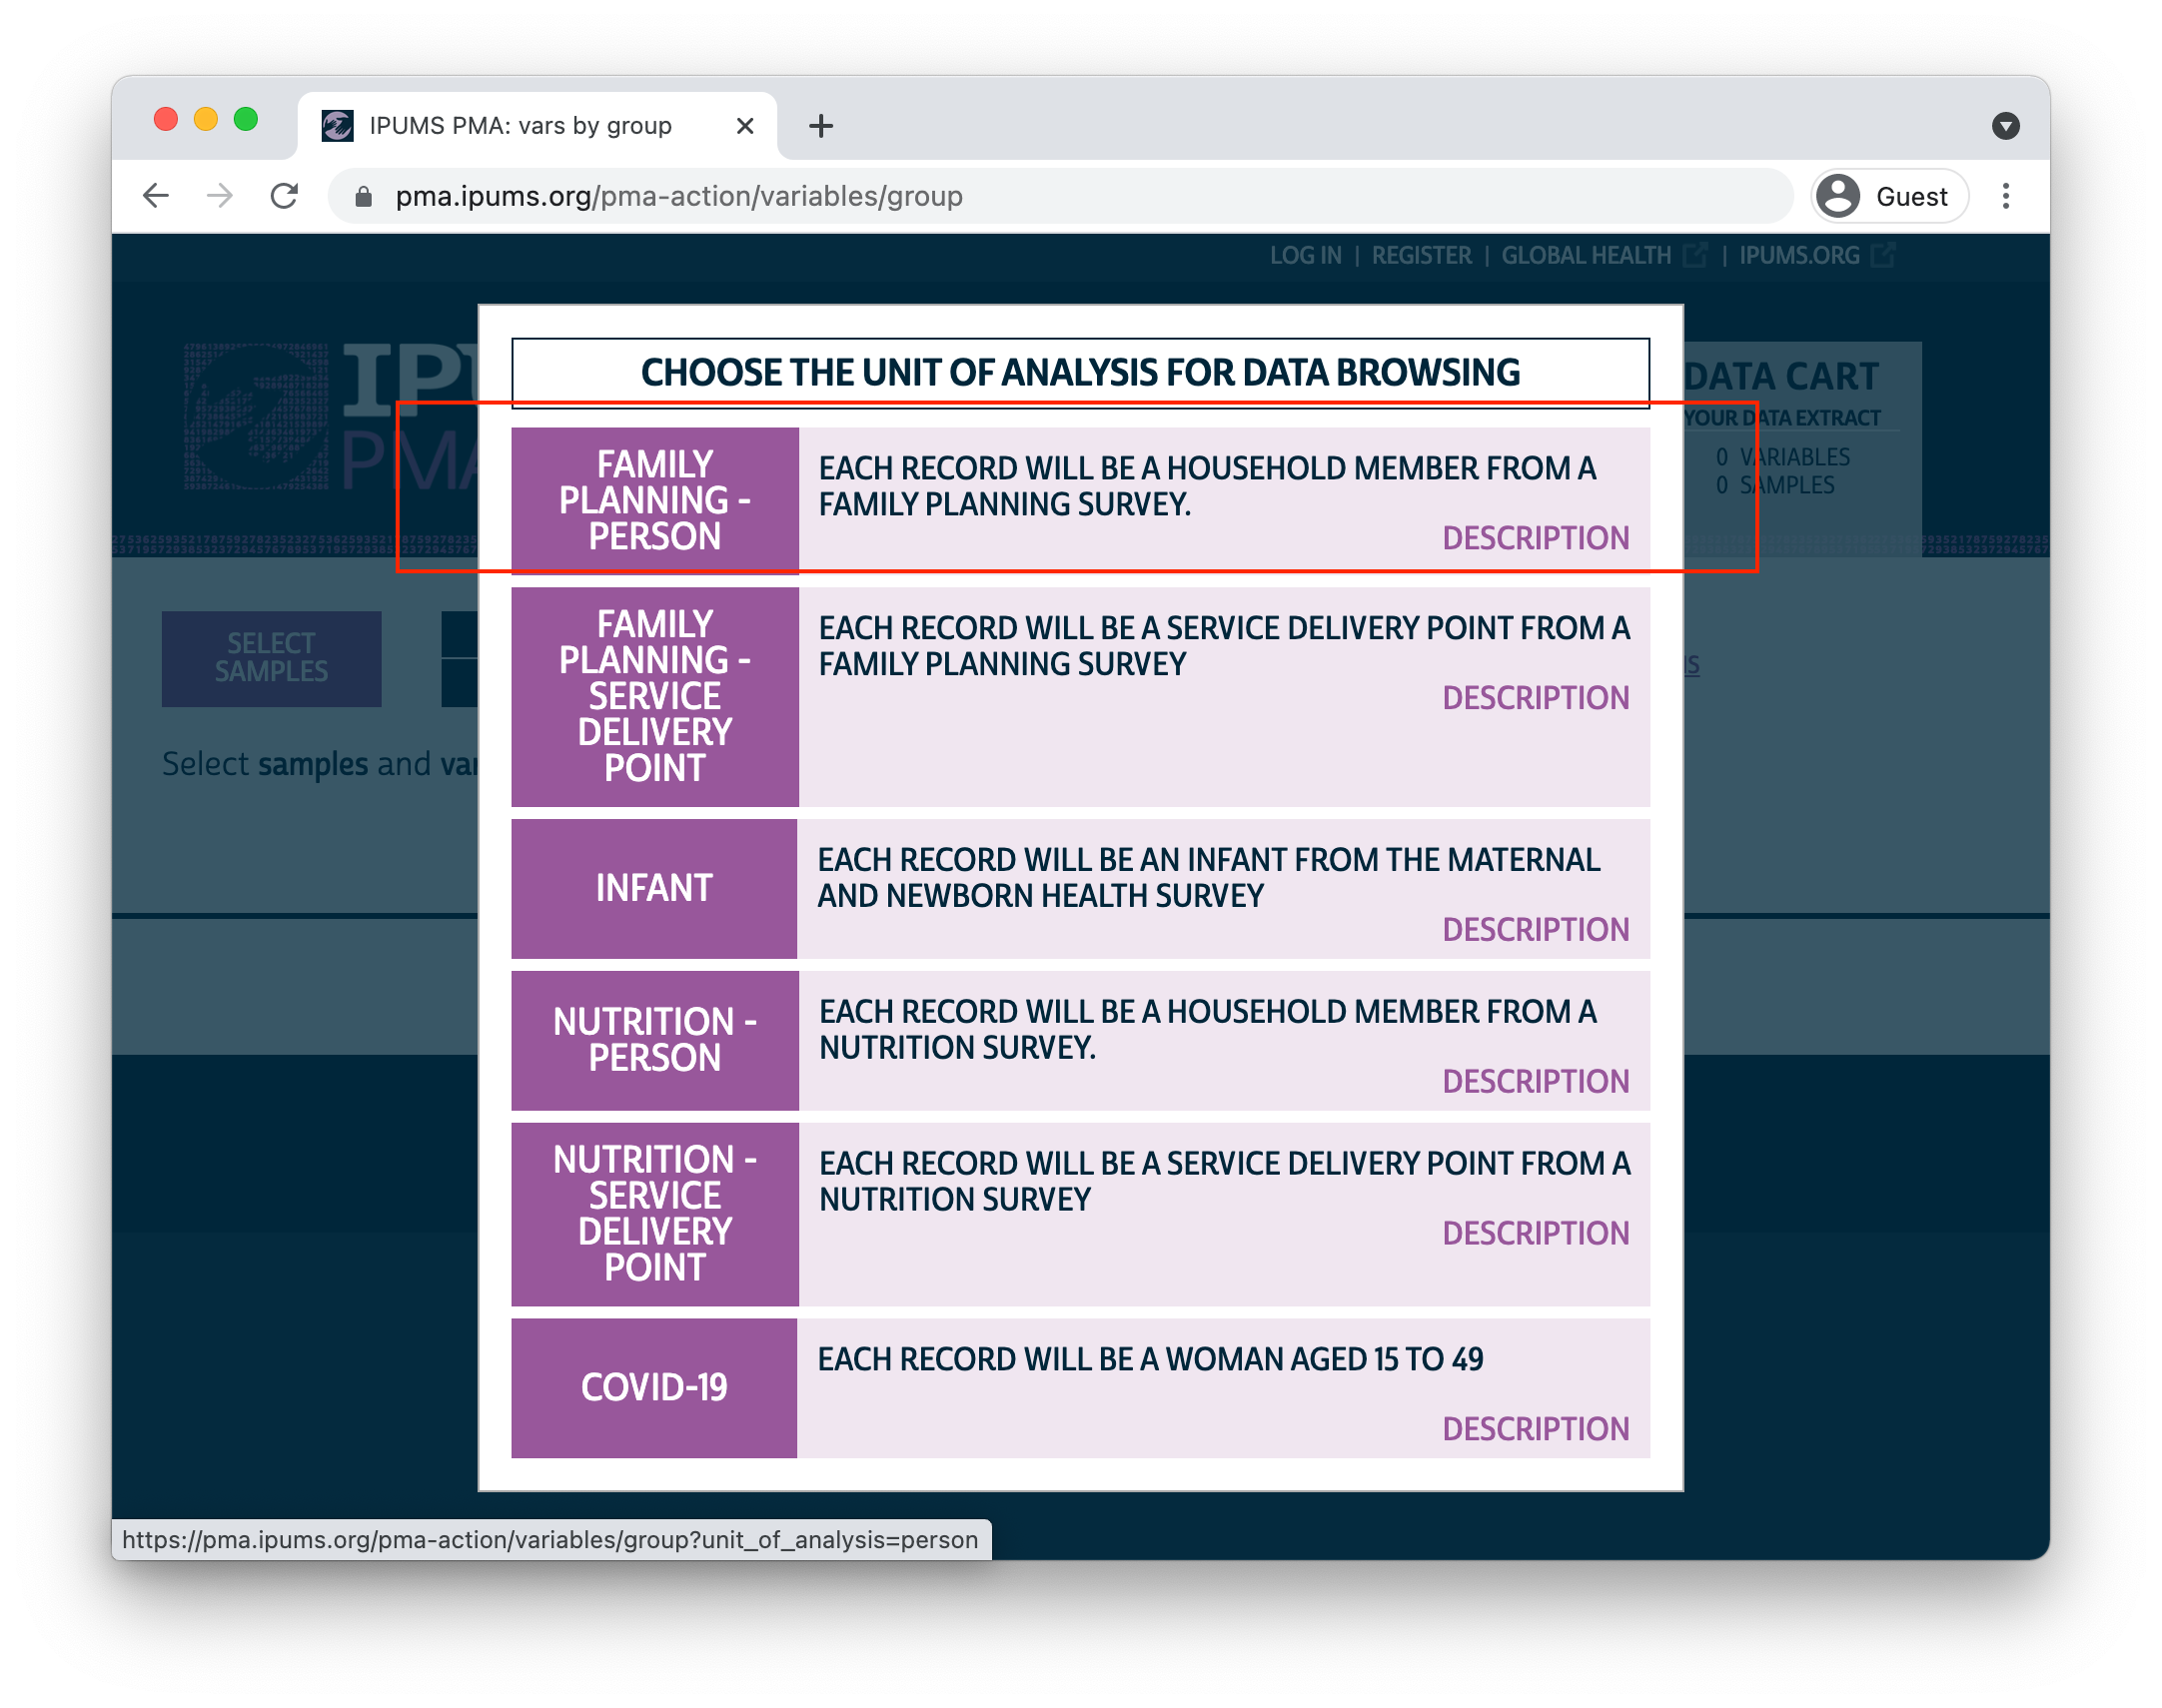 IPUMS PMA: vars by group
pma.ipums.org/pma-action/variables/group
Guest
LOG IN | REGISTER | GLOBAL HEALTH | IPUMS.ORG
CHOOSE THE UNIT OF ANALYSIS FOR DATA BROWSING
IP
PMA
DATA CART
YOUR DATA EXTRACT
0 VARIABLES
0 SAMPLES
FAMILY
PLANNING -
PERSON
EACH RECORD WILL BE A HOUSEHOLD MEMBER FROM A
FAMILY PLANNING SURVEY.
DESCRIPTION
SELECT
SAMPLES
Select samples and var
FAMILY
PLANNING -
SERVICE
DELIVERY
POINT
EACH RECORD WILL BE A SERVICE DELIVERY POINT FROM A
FAMILY PLANNING SURVEY
DESCRIPTION
INFANT
EACH RECORD WILL BE AN INFANT FROM THE MATERNAL
AND NEWBORN HEALTH SURVEY
DESCRIPTION
NUTRITION -
PERSON
EACH RECORD WILL BE A HOUSEHOLD MEMBER FROM A
NUTRITION SURVEY.
DESCRIPTION
NUTRITION -
SERVICE
DELIVERY
POINT
EACH RECORD WILL BE A SERVICE DELIVERY POINT FROM A
NUTRITION SURVEY
DESCRIPTION
COVID-19
EACH RECORD WILL BE A WOMAN AGED 15 TO 49
DESCRIPTION
https://pma.ipums.org/pma-action/variables/group?unit_of_analysis=person